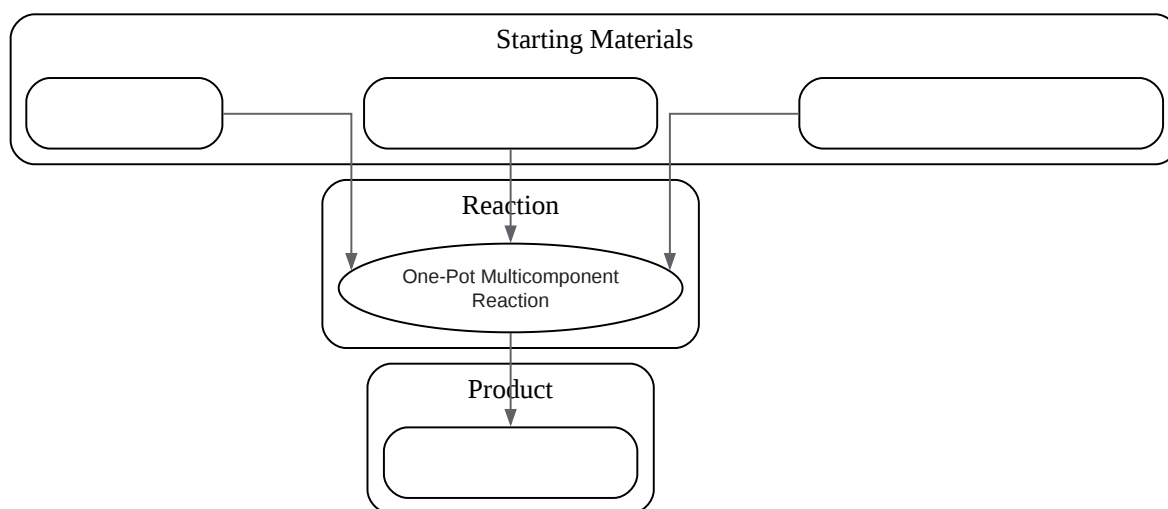 Starting Materials
Reaction
One-Pot Multicomponent
Reaction
Product